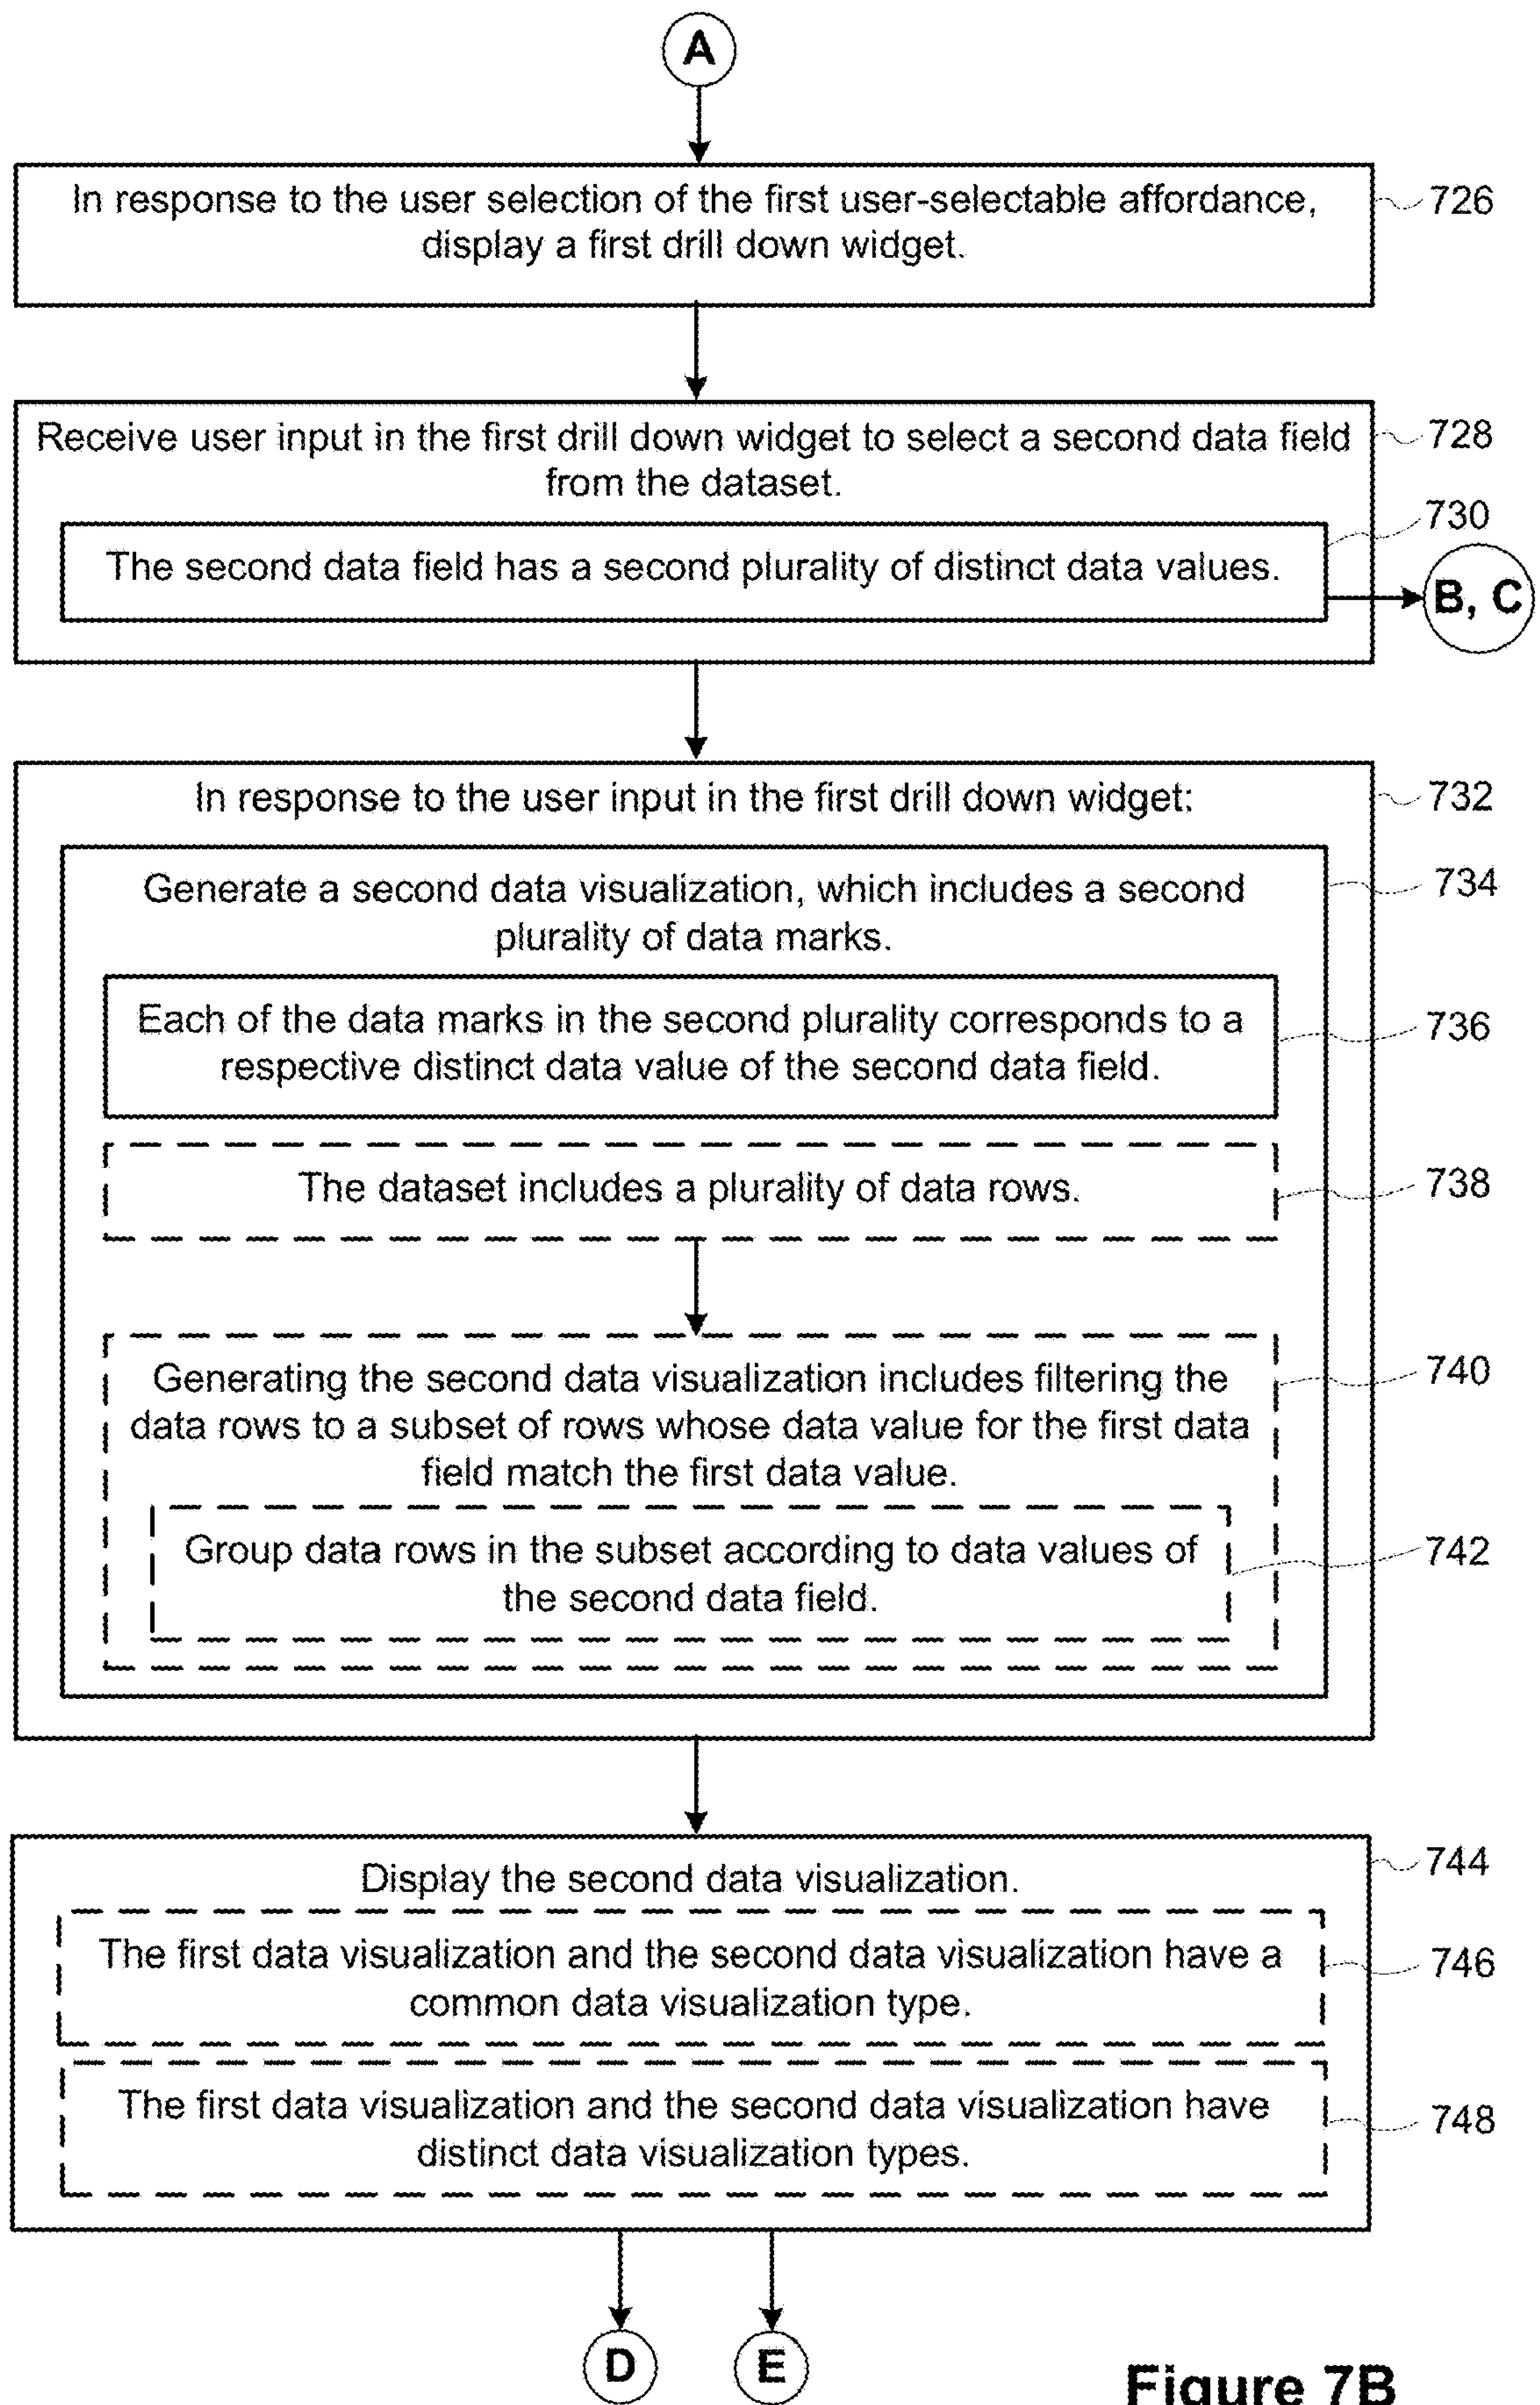 A
In response to the user selection of the first user-selectable affordance,
display a first drill down widget.
726
Receive user input in the first drill down widget to select a second data field
from the dataset.
728
730
The second data field has a second plurality of distinct data values.
B, C
In response to the user input in the first drill down widget:
732
Generate a second data visualization, which includes a second
plurality of data marks.
734
Each of the data marks in the second plurality corresponds to a
respective distinct data value of the second data field.
736
The dataset includes a plurality of data rows.
738
Generating the second data visualization includes filtering the
data rows to a subset of rows whose data value for the first data
field match the first data value.
740
Group data rows in the subset according to data values of
the second data field.
742
Display the second data visualization.
744
The first data visualization and the second data visualization have a
common data visualization type.
746
The first data visualization and the second data visualization have
distinct data visualization types.
748
D
E
Figure 7B